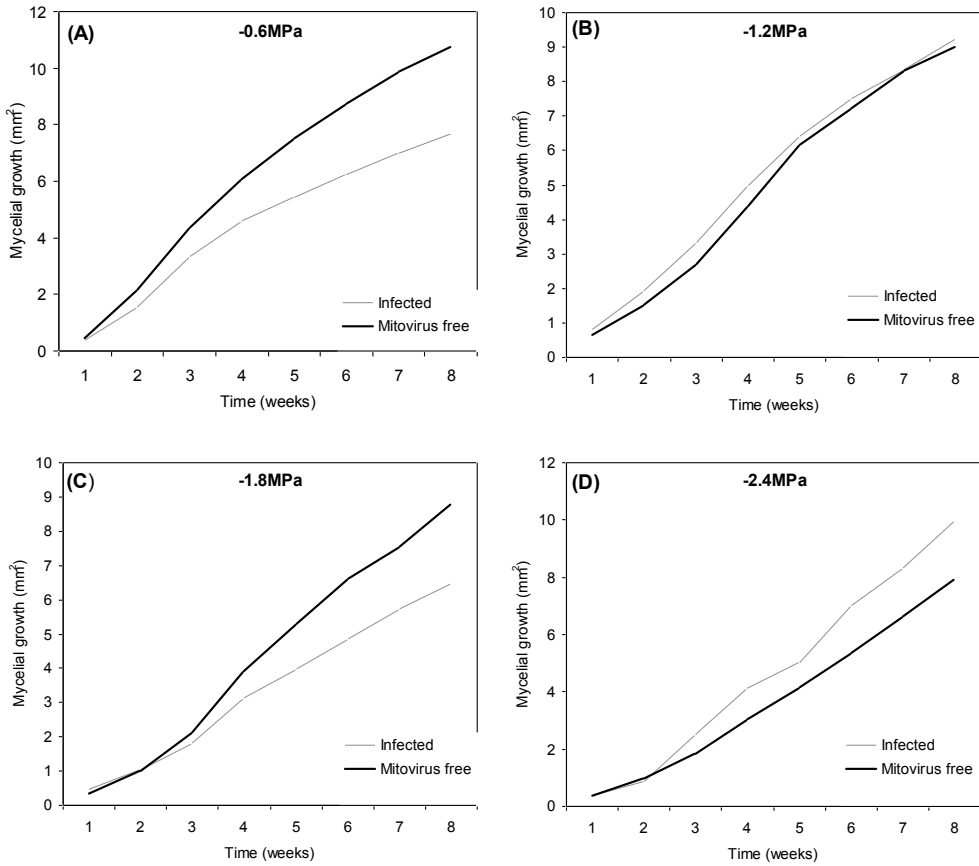 (A)
-0.6MPa
Mycelial growth (mm²)
12
10
8
6
4
2
0
Infected
Mitovirus free
1 2 3 4 5 6 7 8
Time (weeks)
(B)
-1.2MPa
Mycelial growth (mm²)
10
9
8
7
6
5
4
3
2
1
0
Infected
Mitovirus free
1 2 3 4 5 6 7 8
Time (weeks)
(C)
-1.8MPa
Mycelial growth (mm²)
10
9
8
7
6
5
4
3
2
1
0
Infected
Mitovirus free
1 2 3 4 5 6 7 8
Time (weeks)
(D)
-2.4MPa
Mycelial growth (mm²)
12
10
8
6
4
2
0
Infected
Mitovirus free
1 2 3 4 5 6 7 8
Time (weeks)